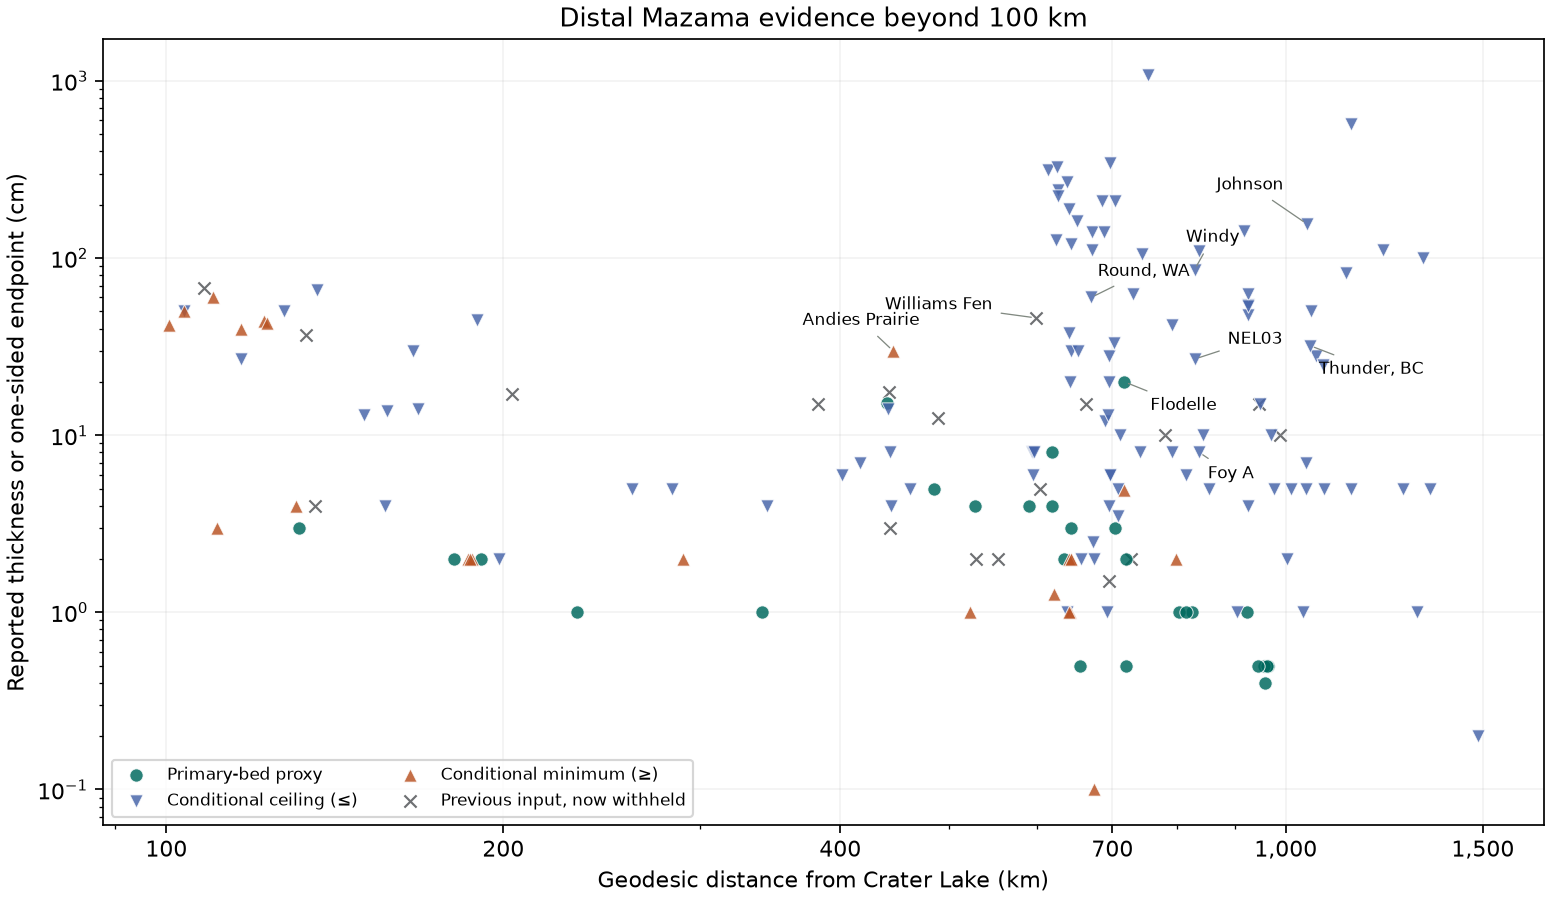 Distal Mazama evidence beyond 100 km
Reported thickness or one-sided endpoint (cm)
10³
10²
10¹
10⁰
10⁻¹
Johnson
Windy
Round, WA
Williams Fen
Andies Prairie
NEL03
Thunder, BC
Flodelle
Foy A
Primary-bed proxy
Conditional ceiling (≤)
Conditional minimum (≥)
Previous input, now withheld
100
200
400
700
1,000
1,500
Geodesic distance from Crater Lake (km)